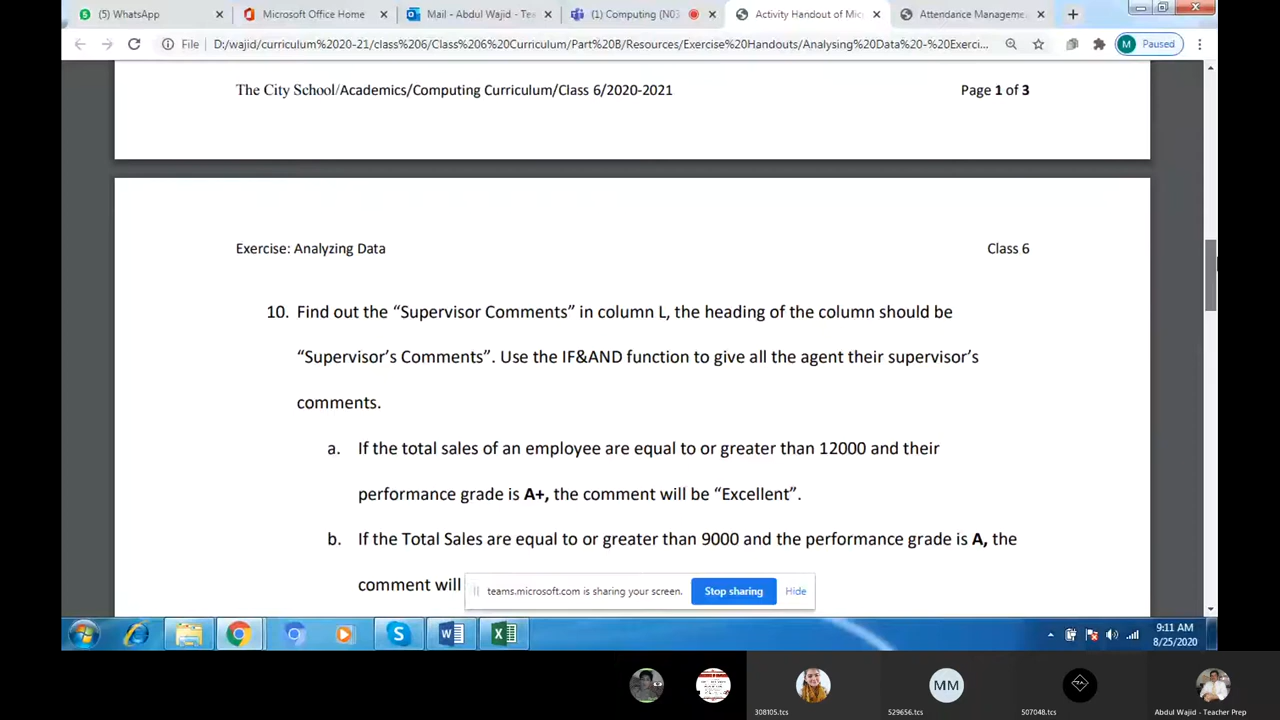 (5) WhatsApp
Microsoft Office Home
Mail - Abdul Wajid - Te
(1) Computing (N03
Activity Handout of Mic
Attendance Manageme
File
D:/wajid/curriculum%2020-21/class%206/Class%206%20Curriculum/Part%20B/Resources/Exercise%20Handouts/Analysing%20Data%20-%20Exerci...
M Paused
The City School/Academics/Computing Curriculum/Class 6/2020-2021
Page 1 of 3
Exercise: Analyzing Data
Class 6
10. Find out the “Supervisor Comments” in column L, the heading of the column should be
“Supervisor’s Comments”. Use the IF&AND function to give all the agent their supervisor’s
comments.
a. If the total sales of an employee are equal to or greater than 12000 and their
performance grade is A+, the comment will be “Excellent”.
b. If the Total Sales are equal to or greater than 9000 and the performance grade is A, the
comment will
teams.microsoft.com is sharing your screen.
Stop sharing
Hide
9:11 AM
8/25/2020
MM
308105.tcs
529656.tcs
507048.tcs
Abdul Wajid - Teacher Prep